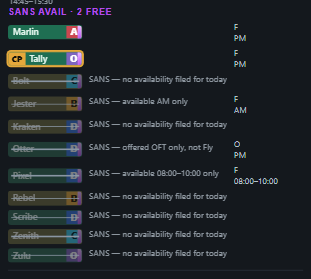 14:45–15:30
SANS AVAIL · 2 FREE
Marlin A F
PM
CP Tally O F
PM
Bolt C SANS — no availability filed for today
Jester B SANS — available AM only F
AM
Kraken D SANS — no availability filed for today
Otter D SANS — offered OFT only, not Fly O
PM
Pixel D SANS — available 08:00–10:00 only F
08:00–10:00
Rebel B SANS — no availability filed for today
Scribe D SANS — no availability filed for today
Zenith C SANS — no availability filed for today
Zulu D SANS — no availability filed for today